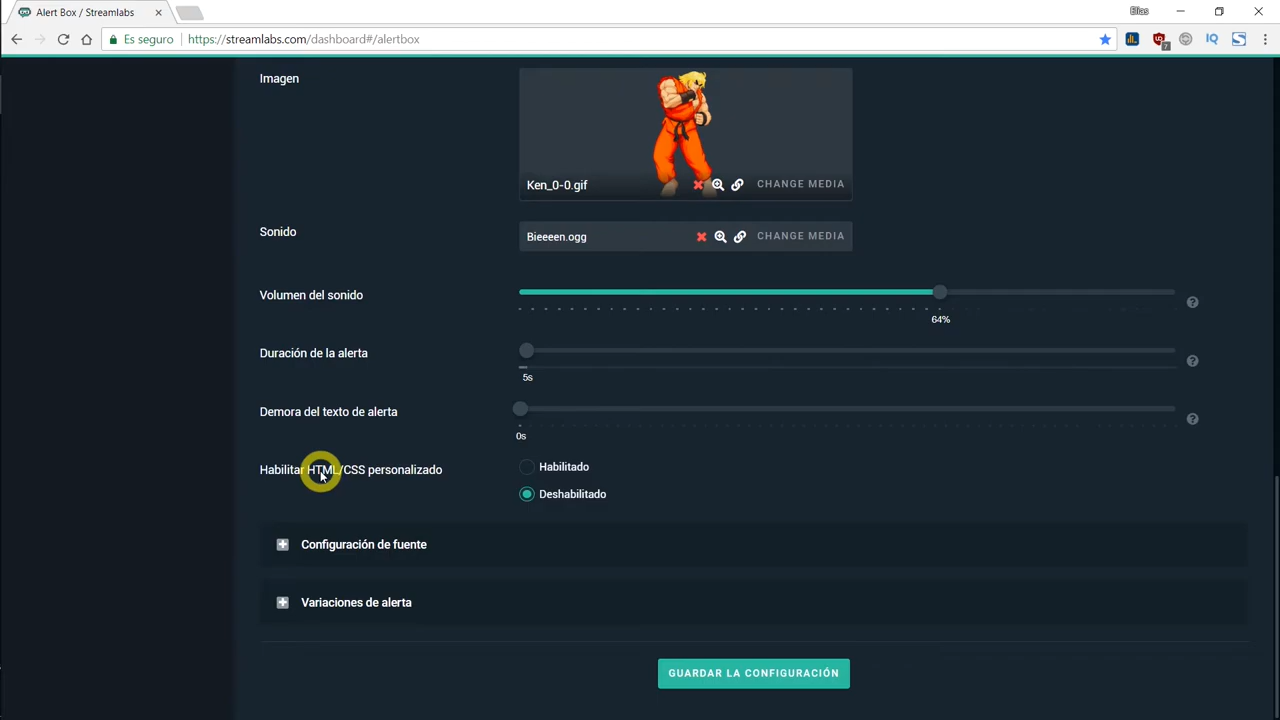 Alert Box / Streamlabs
Elias
Es seguro
https://streamlabs.com/dashboard#/alertbox
7
IQ
S
Imagen
Ken_0-0.gif
CHANGE MEDIA
Sonido
Bieeeen.ogg
CHANGE MEDIA
Volumen del sonido
64%
?
Duración de la alerta
5s
?
Demora del texto de alerta
0s
?
Habilitar HTML/CSS personalizado
Habilitado
Deshabilitado
Configuración de fuente
Variaciones de alerta
GUARDAR LA CONFIGURACIÓN